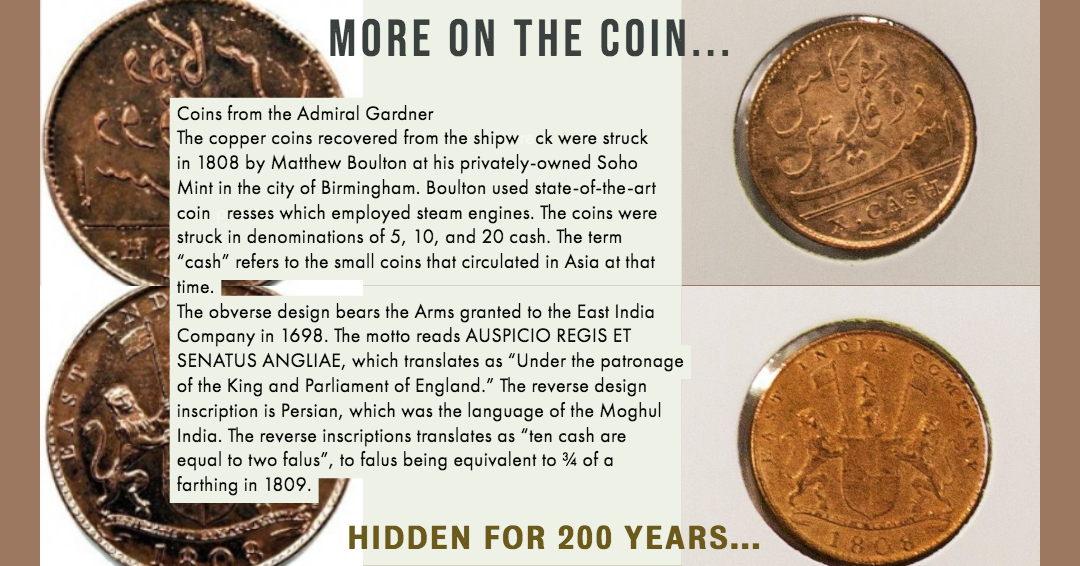 MORE ON THE COIN...
Coins from the Admiral Gardner
The copper coins recovered from the shipw ck were struck
in 1808 by Matthew Boulton at his privately-owned Soho
Mint in the city of Birmingham. Boulton used state-of-the-art
coin resses which employed steam engines. The coins were
struck in denominations of 5, 10, and 20 cash. The term
“cash” refers to the small coins that circulated in Asia at that
time.
The obverse design bears the Arms granted to the East India
Company in 1698. The motto reads AUSPICIO REGIS ET
SENATUS ANGLIAE, which translates as “Under the patronage
of the King and Parliament of England.” The reverse design
inscription is Persian, which was the language of the Moghul
India. The reverse inscriptions translates as “ten cash are
equal to two falus”, to falus being equivalent to ¾ of a
farthing in 1809.
HIDDEN FOR 200 YEARS...
X. CASH.
EAST IND
1808
EAST INDIA COMPANY
1808